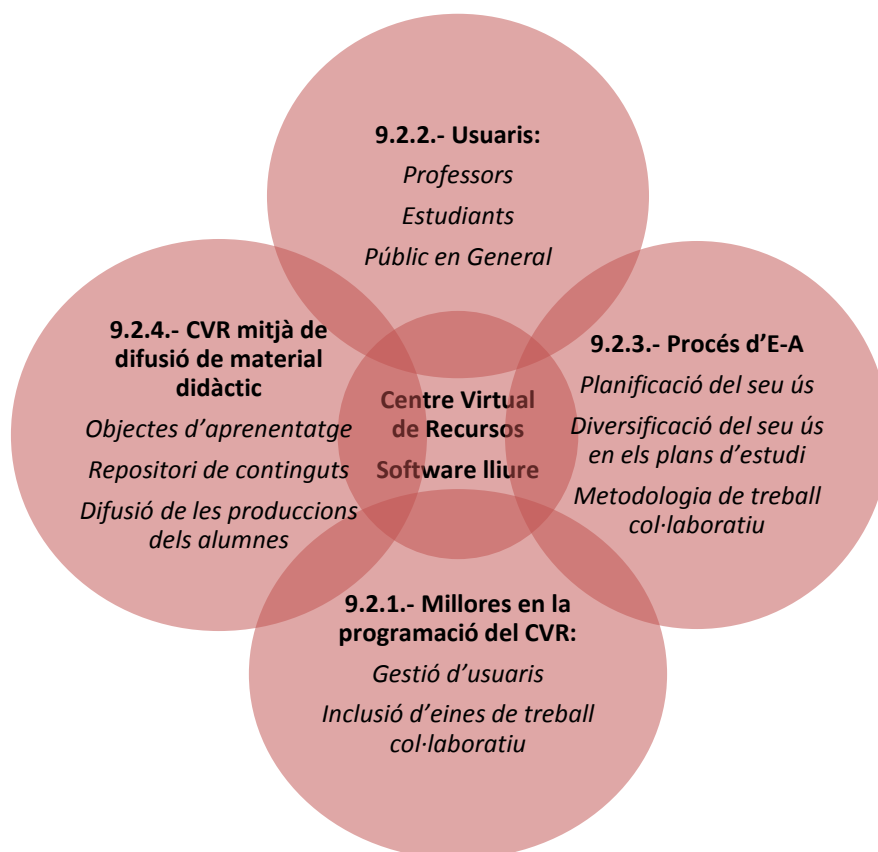 9.2.2.- Usuaris:
Professors
Estudiants
Públic en General
9.2.4.- CVR mitjà de
difusió de material
didàctic
Objectes d'aprenentatge
Repositori de continguts
Difusió de les produccions
dels alumnes
Centre Virtual
de Recursos
Software lliure
9.2.3.- Procés d'E-A
Planificació del seu ús
Diversificació del seu ús
en els plans d'estudi
Metodologia de treball
col·laboratiu
9.2.1.- Millores en la
programació del CVR:
Gestió d'usuaris
Inclusió d'eines de treball
col·laboratiu